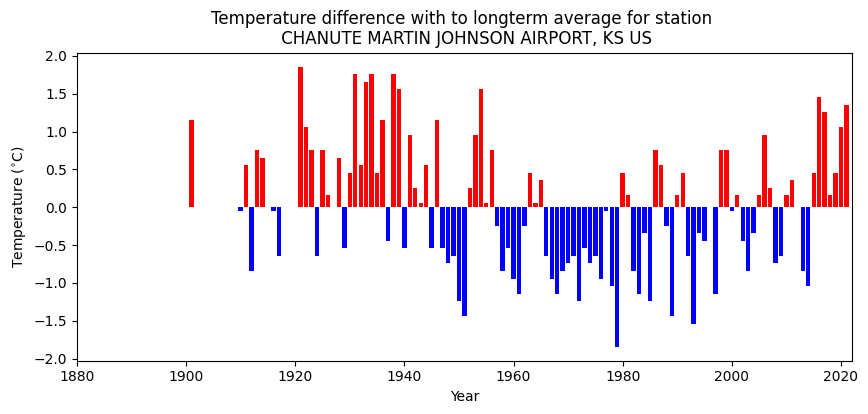 Temperature difference with to longterm average for station
CHANUTE MARTIN JOHNSON AIRPORT, KS US
2.0
1.5
1.0
0.5
0.0
−0.5
−1.0
−1.5
−2.0
Temperature (°C)
1880 1900 1920 1940 1960 1980 2000 2020
Year